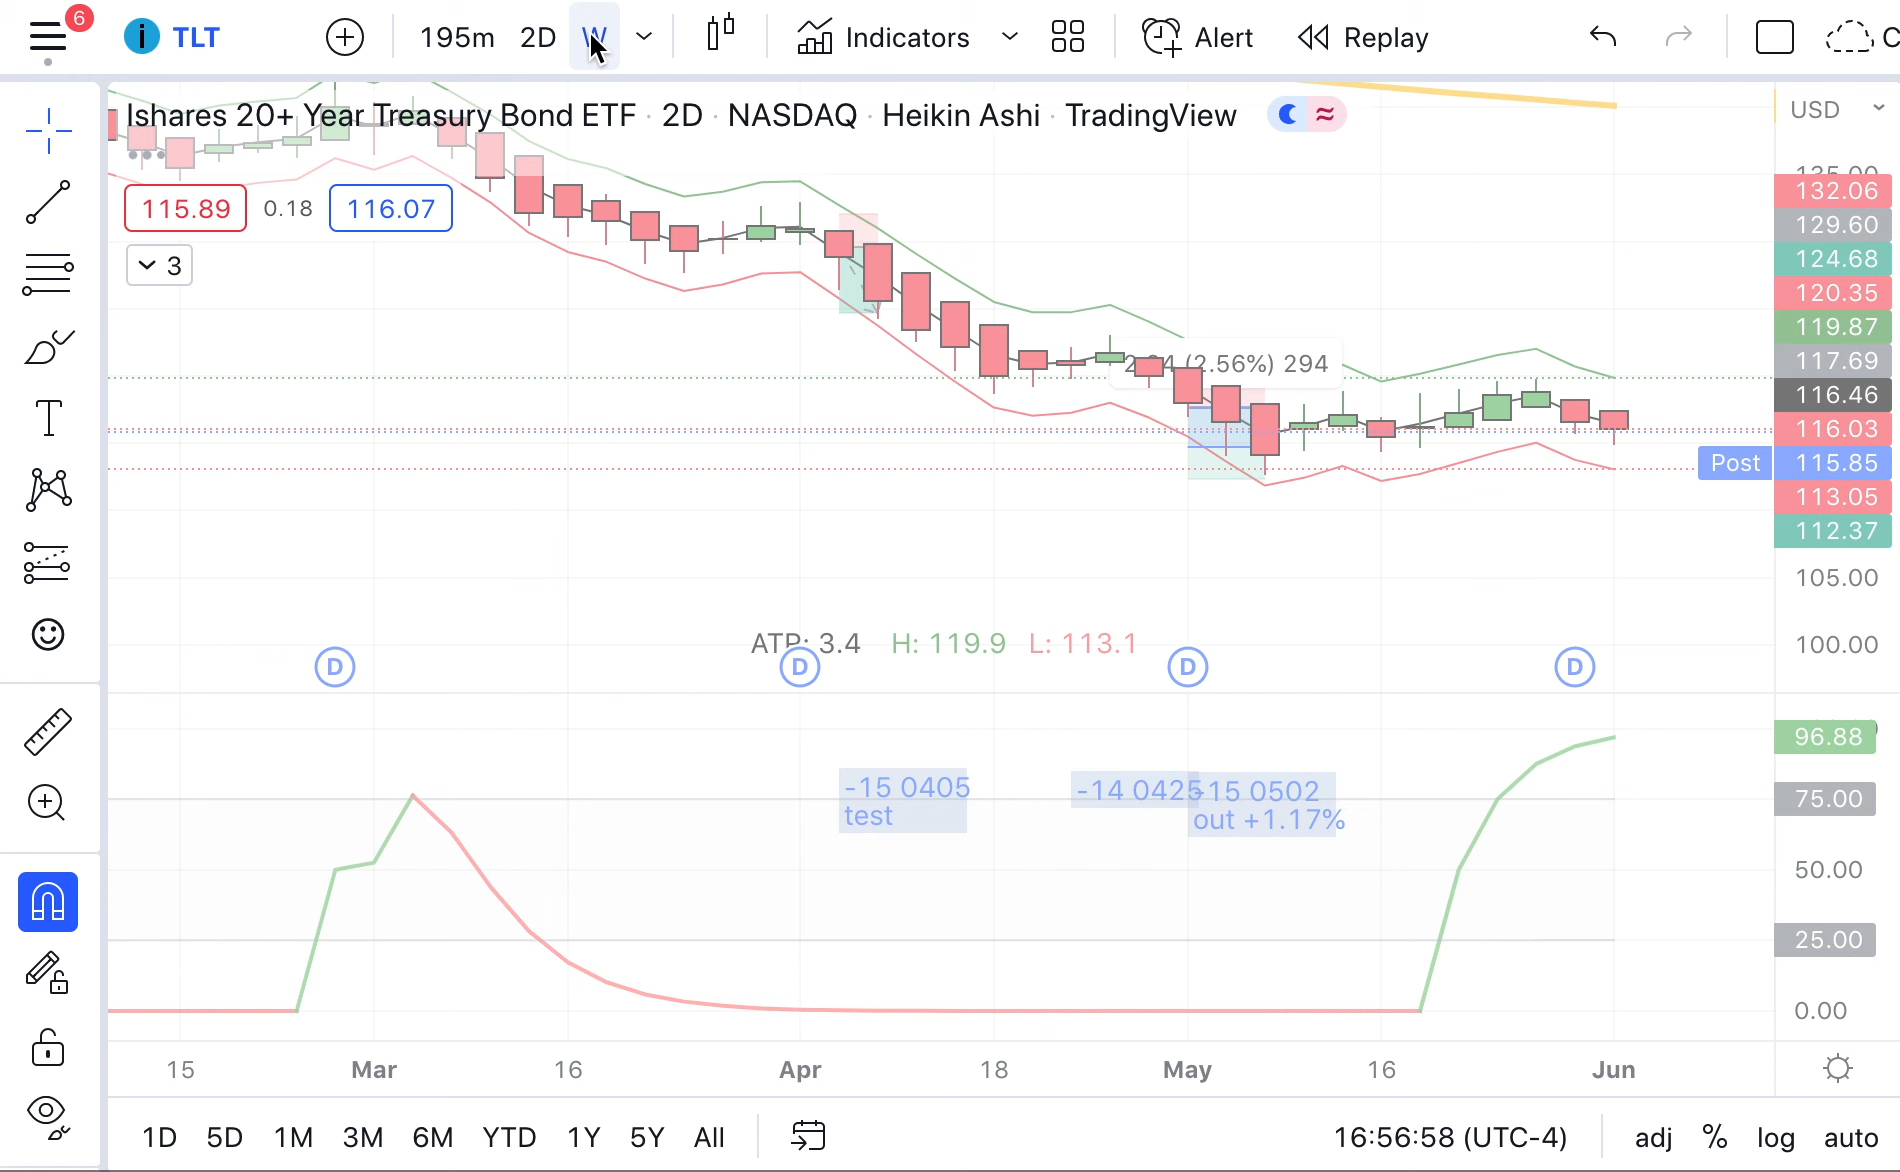 6
TLT
195m 2D W
Indicators
Alert
Replay
C
Ishares 20+ Year Treasury Bond ETF · 2D · NASDAQ · Heikin Ashi · TradingView
USD
135.00
132.06
129.60
124.68
120.35
119.87
117.69
116.46
116.03
Post 115.85
113.05
112.37
105.00
100.00
115.89 0.18 116.07
3
(2.56%) 294
ATR: 3.4 H: 119.9 L: 113.1
D D D D
96.88
75.00
50.00
25.00
0.00
-15 0405
test
-14 0425
-15 0502
out +1.17%
15 Mar 16 Apr 18 May 16 Jun
1D 5D 1M 3M 6M YTD 1Y 5Y All
16:56:58 (UTC-4)
adj % log auto